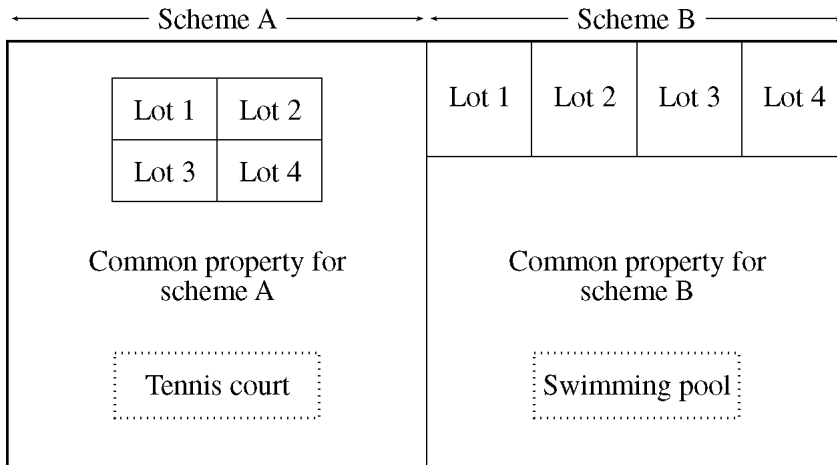 Scheme A
Scheme B
Lot 1
Lot 2
Lot 3
Lot 4
Common property for
scheme A
Tennis court
Lot 1
Lot 2
Lot 3
Lot 4
Common property for
scheme B
Swimming pool